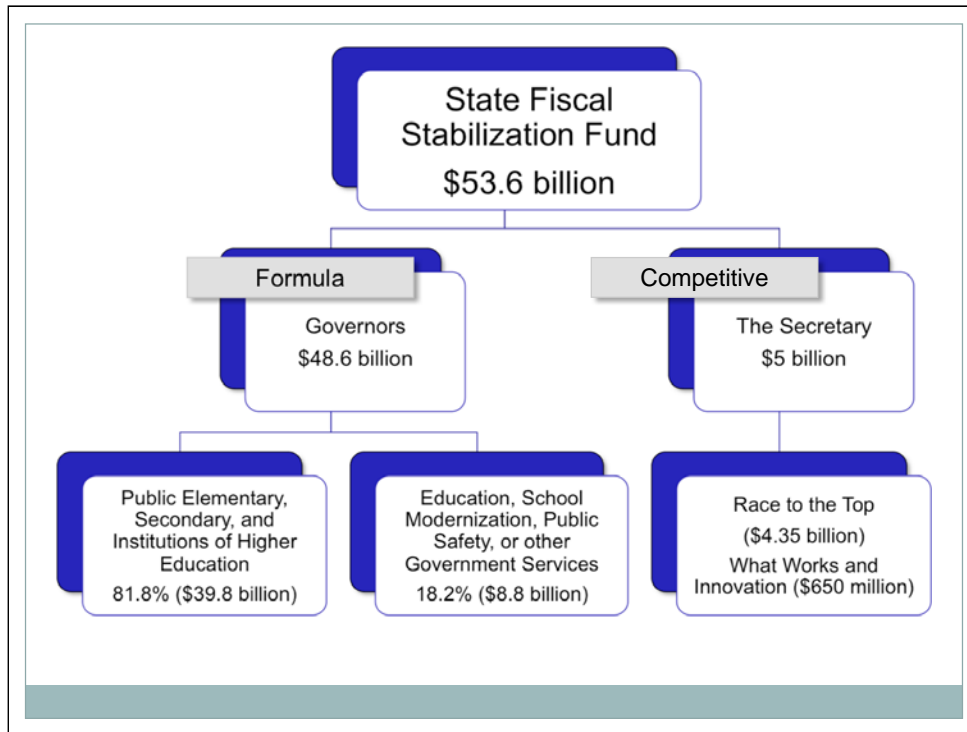 State Fiscal
Stabilization Fund
$53.6 billion
Formula
Governors
$48.6 billion
Competitive
The Secretary
$5 billion
Public Elementary,
Secondary, and
Institutions of Higher
Education
81.8% ($39.8 billion)
Education, School
Modernization, Public
Safety, or other
Government Services
18.2% ($8.8 billion)
Race to the Top
($4.35 billion)
What Works and
Innovation ($650 million)